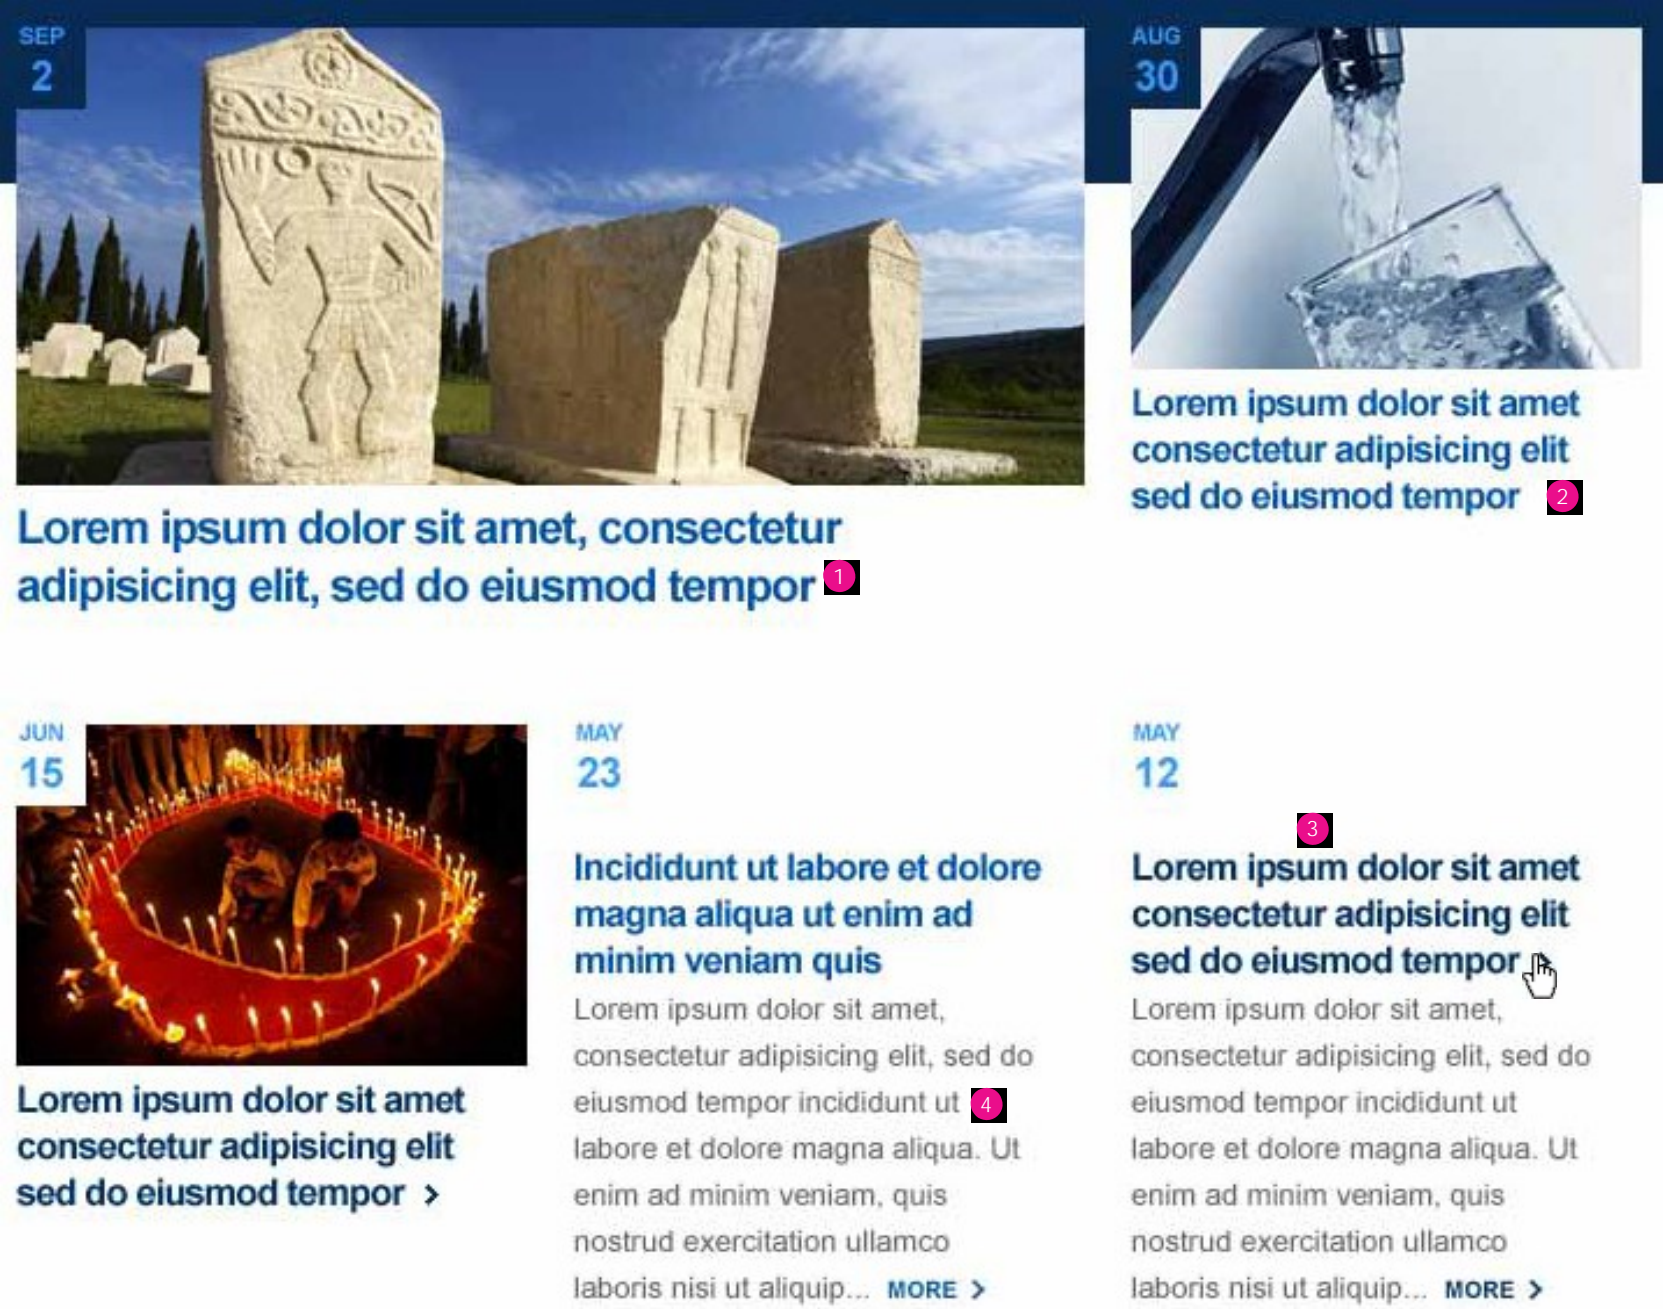 SEP
2
Lorem ipsum dolor sit amet, consectetur
adipisicing elit, sed do eiusmod tempor 1
AUG
30
Lorem ipsum dolor sit amet
consectetur adipisicing elit
sed do eiusmod tempor 2
JUN
15
Lorem ipsum dolor sit amet
consectetur adipisicing elit
sed do eiusmod tempor >
MAY
23
Incididunt ut labore et dolore
magna aliqua ut enim ad
minim veniam quis
Lorem ipsum dolor sit amet,
consectetur adipisicing elit, sed do
eiusmod tempor incididunt ut 4
labore et dolore magna aliqua. Ut
enim ad minim veniam, quis
nostrud exercitation ullamco
laboris nisi ut aliquip... MORE >
MAY
12
3
Lorem ipsum dolor sit amet
consectetur adipisicing elit
sed do eiusmod tempor
Lorem ipsum dolor sit amet,
consectetur adipisicing elit, sed do
eiusmod tempor incididunt ut
labore et dolore magna aliqua. Ut
enim ad minim veniam, quis
nostrud exercitation ullamco
laboris nisi ut aliquip... MORE >